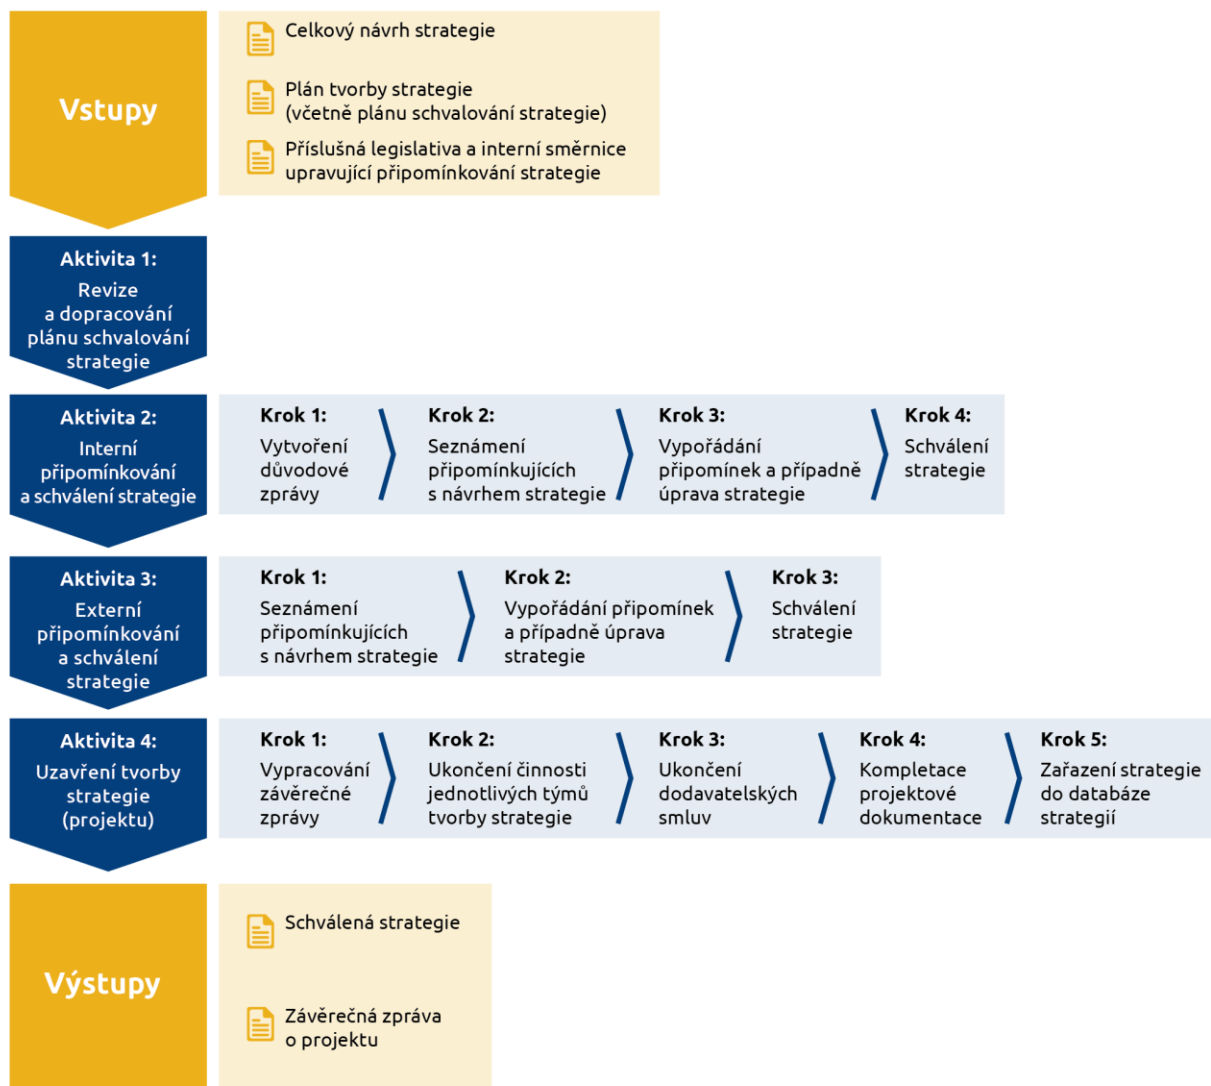 Vstupy
Celkový návrh strategie
Plán tvorby strategie
(včetně plánu schvalování strategie)
Příslušná legislativa a interní směrnice
upravující připomínkování strategie
Aktivita 1:
Revize
a dopracování
plánu schvalování
strategie
Aktivita 2:
Interní
připomínkování
a schválení strategie
Krok 1:
Vytvoření
důvodové
zprávy
Krok 2:
Seznámení
připomínkujících
s návrhem strategie
Krok 3:
Vypořádání
připomínek a případně
úprava strategie
Krok 4:
Schválení
strategie
Aktivita 3:
Externí
připomínkování
a schválení
strategie
Krok 1:
Seznámení
připomínkujících
s návrhem strategie
Krok 2:
Vypořádání připomínek
a případně úprava
strategie
Krok 3:
Schválení
strategie
Aktivita 4:
Uzavření tvorby
strategie
(projektu)
Krok 1:
Vypracování
závěrečné
zprávy
Krok 2:
Ukončení činnosti
jednotlivých týmů
tvorby strategie
Krok 3:
Ukončení
dodavatelských
smluv
Krok 4:
Kompletace
projektové
dokumentace
Krok 5:
Zařazení strategie
do databáze
strategií
Výstupy
Schválená strategie
Závěrečná zpráva
o projektu